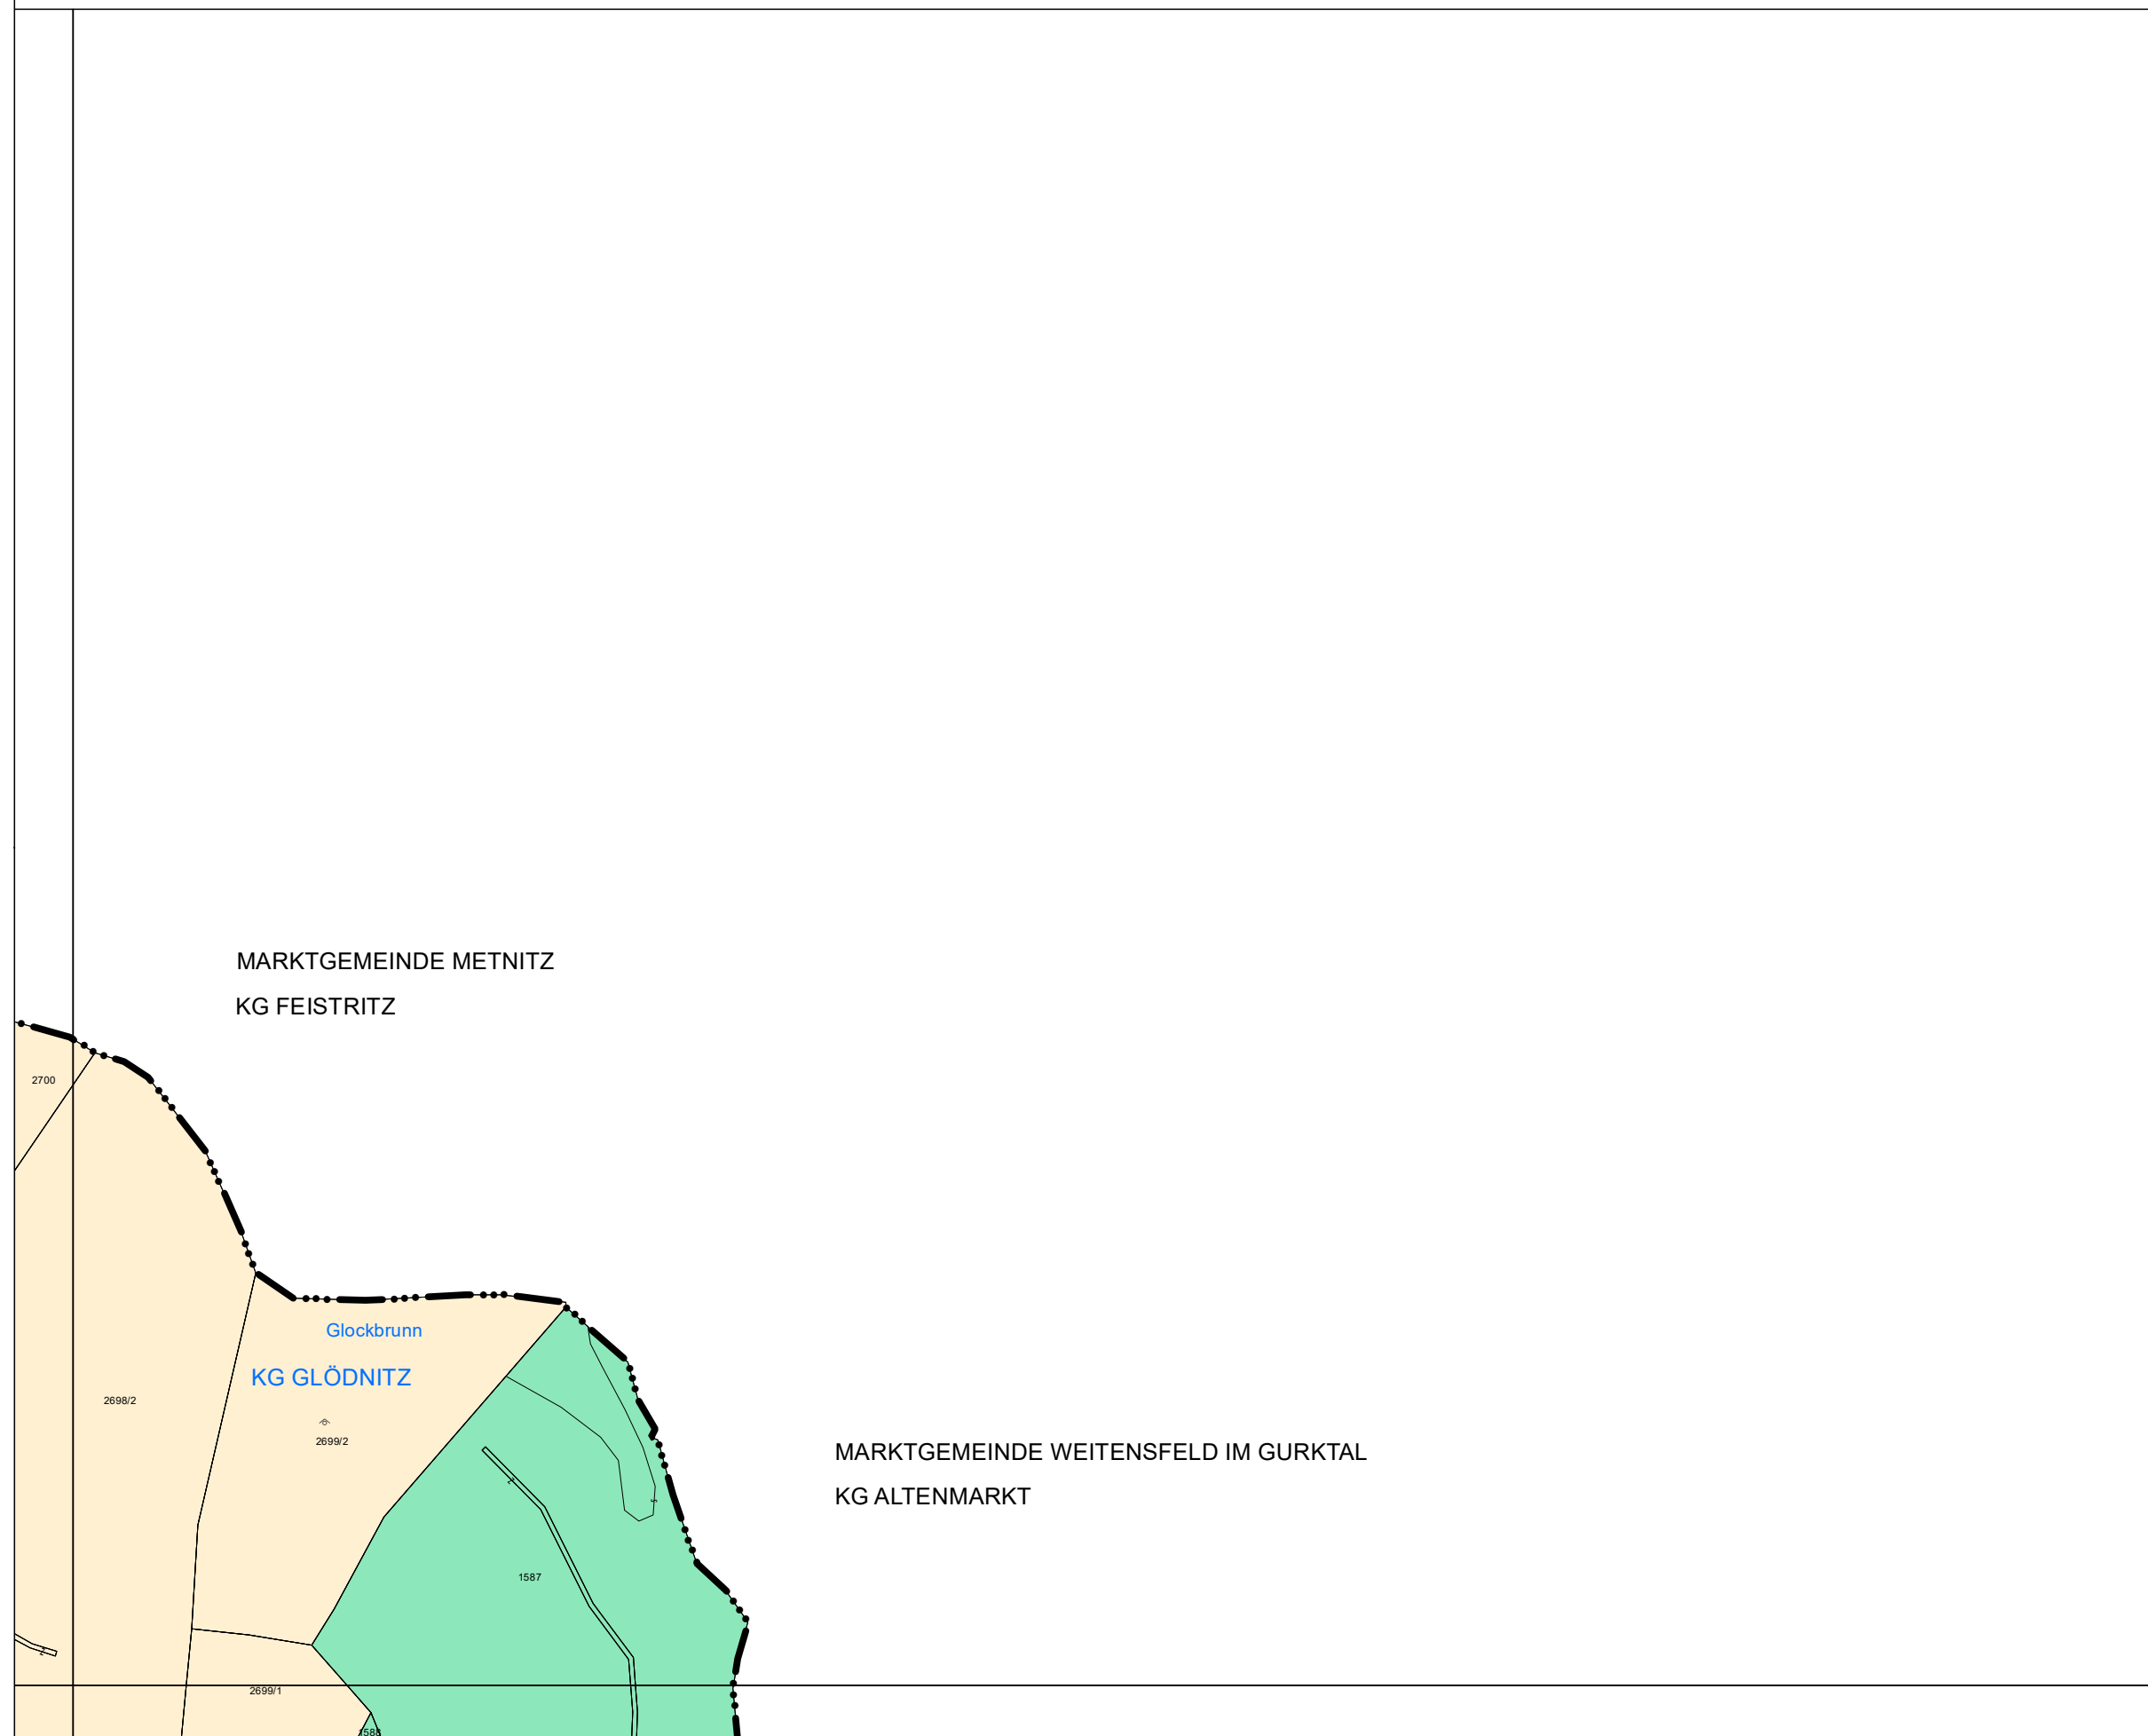 MARKTGEMEINDE METNITZ
KG FEISTRITZ
2700
Glockbrunn
KG GLÖDNITZ
2698/2
2699/2
MARKTGEMEINDE WEITENSFELD IM GURKTAL
KG ALTENMARKT
1587
2699/1
1588